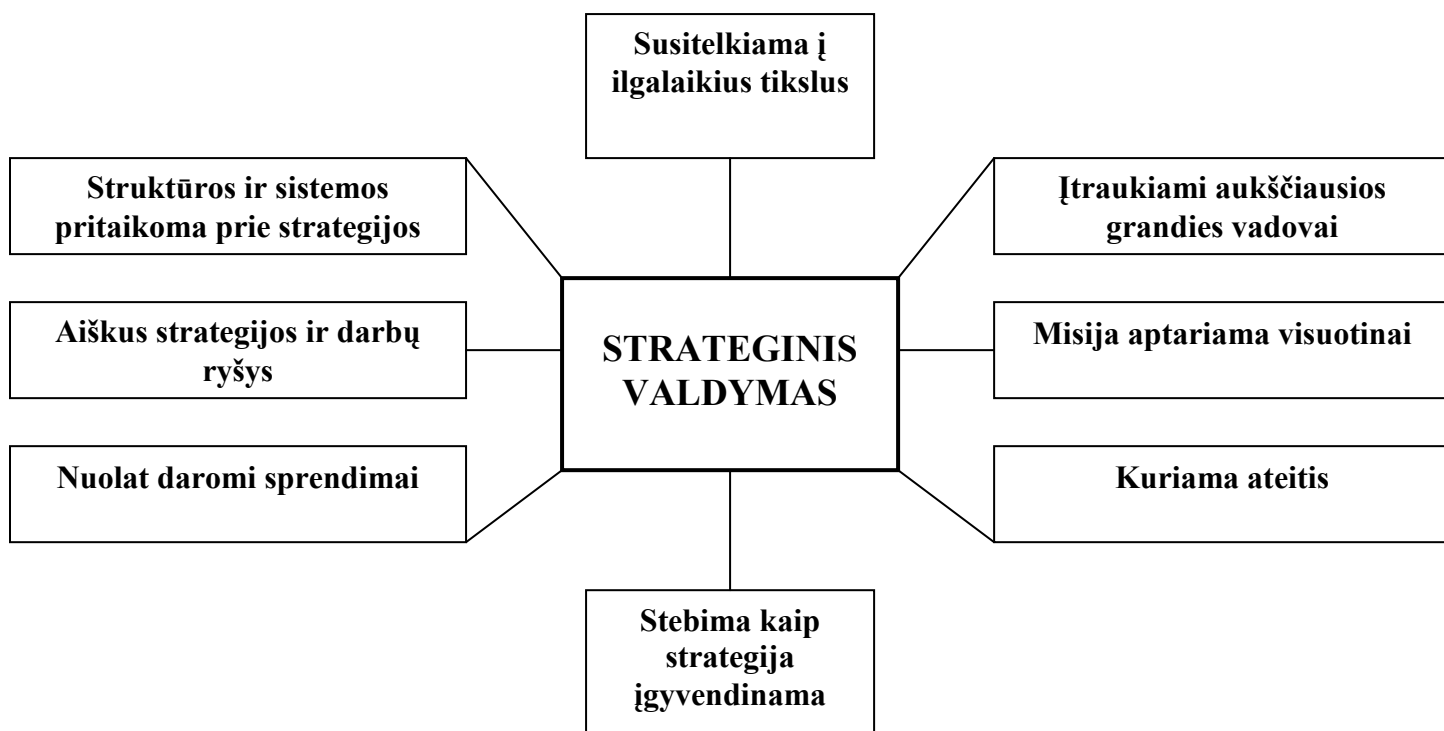 Susitelkiama į
ilgalaikius tikslus
Struktūros ir sistemos
pritaikoma prie strategijos
Įtraukiami aukščiausios
grandies vadovai
Aiškus strategijos ir darbų
ryšys
STRATEGINIS
VALDYMAS
Misija aptariama visuotinai
Nuolat daromi sprendimai
Kuriama ateitis
Stebima kaip
strategija
įgyvendinama